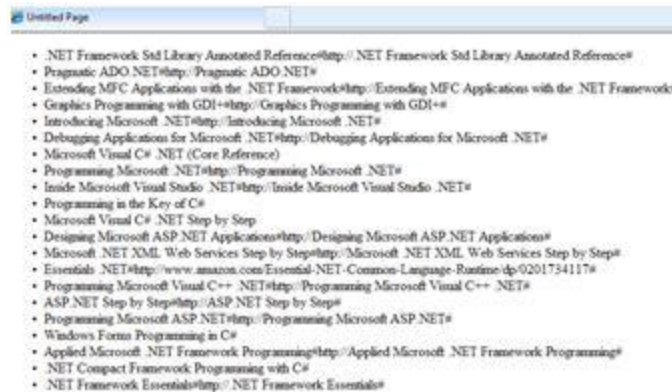 Untitled Page
• .NET Framework Std Library Annotated Reference#http://.NET Framework Std Library Annotated Reference#
• Pragmatic ADO.NET#http://Pragmatic ADO.NET#
• Extending MFC Applications with the .NET Framework#http://Extending MFC Applications with the .NET Framework#
• Graphics Programming with GDI+#http://Graphics Programming with GDI+#
• Introducing Microsoft .NET#http://Introducing Microsoft .NET#
• Debugging Applications for Microsoft .NET#http://Debugging Applications for Microsoft .NET#
• Microsoft Visual C# .NET (Core Reference)
• Programming Microsoft .NET#http://Programming Microsoft .NET#
• Inside Microsoft Visual Studio .NET#http://Inside Microsoft Visual Studio .NET#
• Programming in the Key of C#
• Microsoft Visual C# .NET Step by Step
• Designing Microsoft ASP.NET Applications#http://Designing Microsoft ASP.NET Applications#
• Microsoft .NET XML Web Services Step by Step#http://Microsoft .NET XML Web Services Step by Step#
• Essentials .NET#http://www.amazon.com/Essential-NET-Common-Language-Runtime/dp/0201734117#
• Programming Microsoft Visual C++ .NET#http://Programming Microsoft Visual C++ .NET#
• ASP.NET Step by Step#http://ASP.NET Step by Step#
• Programming Microsoft ASP.NET#http://Programming Microsoft ASP.NET#
• Windows Forms Programming in C#
• Applied Microsoft .NET Framework Programming#http://Applied Microsoft .NET Framework Programming#
• .NET Compact Framework Programming with C#
• .NET Framework Essentials#http://.NET Framework Essentials#